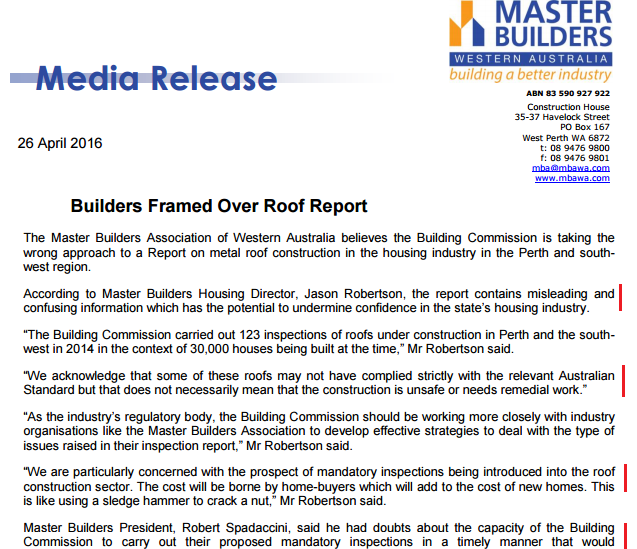 MASTER
BUILDERS
WESTERN AUSTRALIA
building a better industry
Media Release
ABN 83 590 927 922
Construction House
35-37 Havelock Street
PO Box 167
West Perth WA 6872
t: 08 9476 9800
f: 08 9476 9801
mba@mbawa.com
www.mbawa.com
26 April 2016
Builders Framed Over Roof Report
The Master Builders Association of Western Australia believes the Building Commission is taking the
wrong approach to a Report on metal roof construction in the housing industry in the Perth and south-
west region.
According to Master Builders Housing Director, Jason Robertson, the report contains misleading and
confusing information which has the potential to undermine confidence in the state's housing industry.
“The Building Commission carried out 123 inspections of roofs under construction in Perth and the south-
west in 2014 in the context of 30,000 houses being built at the time,” Mr Robertson said.
“We acknowledge that some of these roofs may not have complied strictly with the relevant Australian
Standard but that does not necessarily mean that the construction is unsafe or needs remedial work.”
“As the industry's regulatory body, the Building Commission should be working more closely with industry
organisations like the Master Builders Association to develop effective strategies to deal with the type of
issues raised in their inspection report,” Mr Robertson said.
“We are particularly concerned with the prospect of mandatory inspections being introduced into the roof
construction sector. The cost will be borne by home-buyers which will add to the cost of new homes. This
is like using a sledge hammer to crack a nut,” Mr Robertson said.
Master Builders President, Robert Spadaccini, said he had doubts about the capacity of the Building
Commission to carry out their proposed mandatory inspections in a timely manner that would